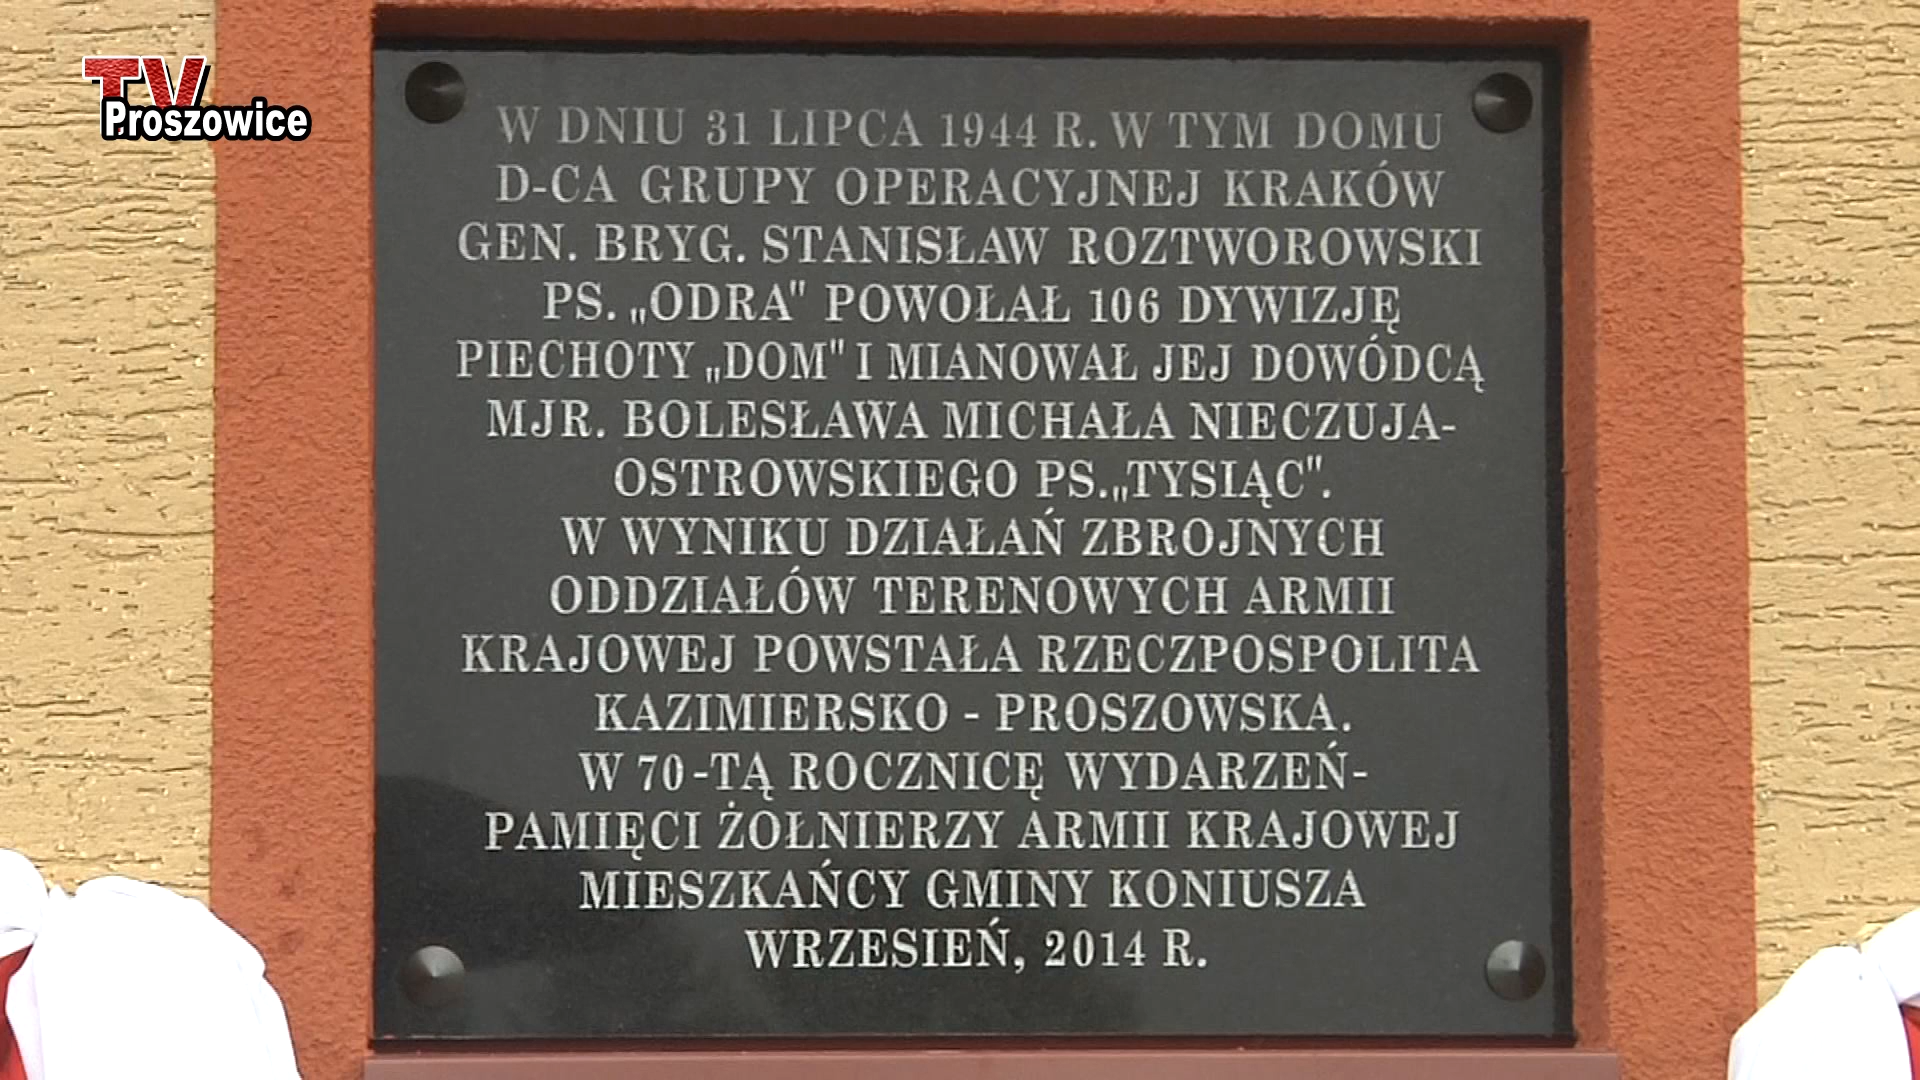 TV
Proszowice
W DNIU 31 LIPCA 1944 R. W TYM DOMU
D-CA GRUPY OPERACYJNEJ KRAKÓW
GEN. BRYG. STANISŁAW ROZTWOROWSKI
PS. „ODRA" POWOŁAŁ 106 DYWIZJĘ
PIECHOTY „DOM" I MIANOWAŁ JEJ DOWÓDCĄ
MJR. BOLESŁAWA MICHAŁA NIECZUJA-
OSTROWSKIEGO PS.„TYSIĄC".
W WYNIKU DZIAŁAŃ ZBROJNYCH
ODDZIAŁÓW TERENOWYCH ARMII
KRAJOWEJ POWSTAŁA RZECZPOSPOLITA
KAZIMIERSKO - PROSZOWSKA.
W 70-TĄ ROCZNICĘ WYDARZEŃ-
PAMIĘCI ŻOŁNIERZY ARMII KRAJOWEJ
MIESZKAŃCY GMINY KONIUSZA
WRZESIEŃ, 2014 R.